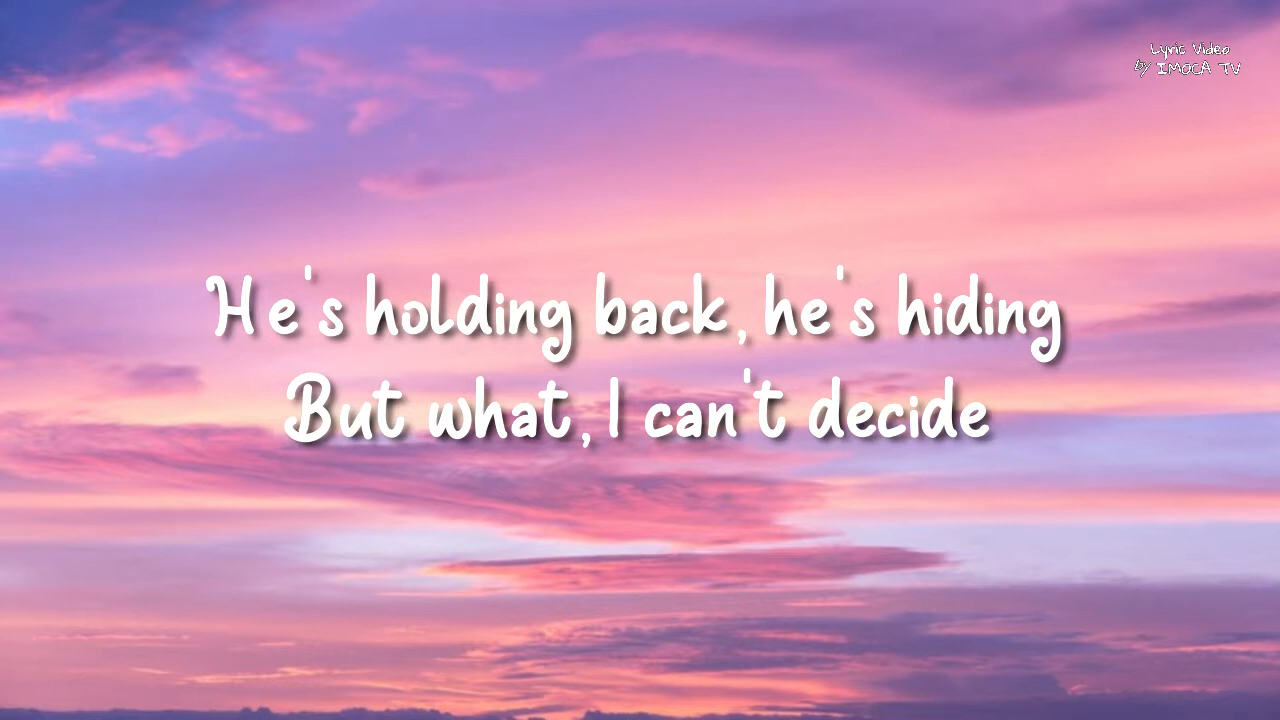 Lyric Video
by IMOCA TV
He's holding back, he's hiding
But what, I can't decide